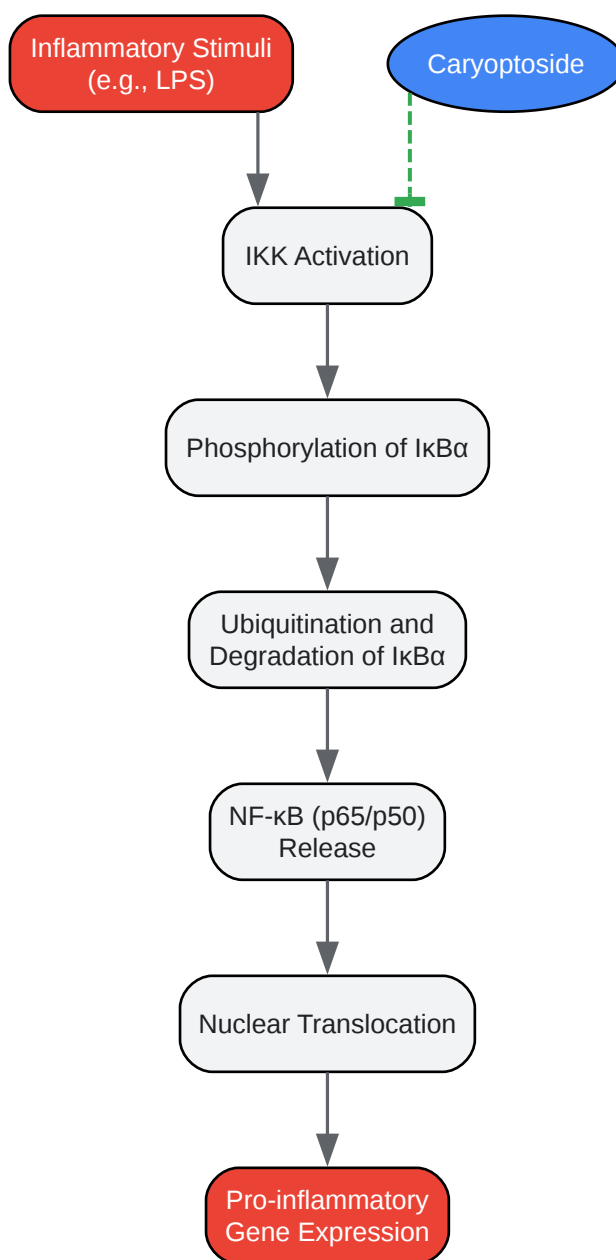 Inflammatory Stimuli
(e.g., LPS)
Caryoptoside
IKK Activation
Phosphorylation of IκBα
Ubiquitination and
Degradation of IκBα
NF-κB (p65/p50)
Release
Nuclear Translocation
Pro-inflammatory
Gene Expression